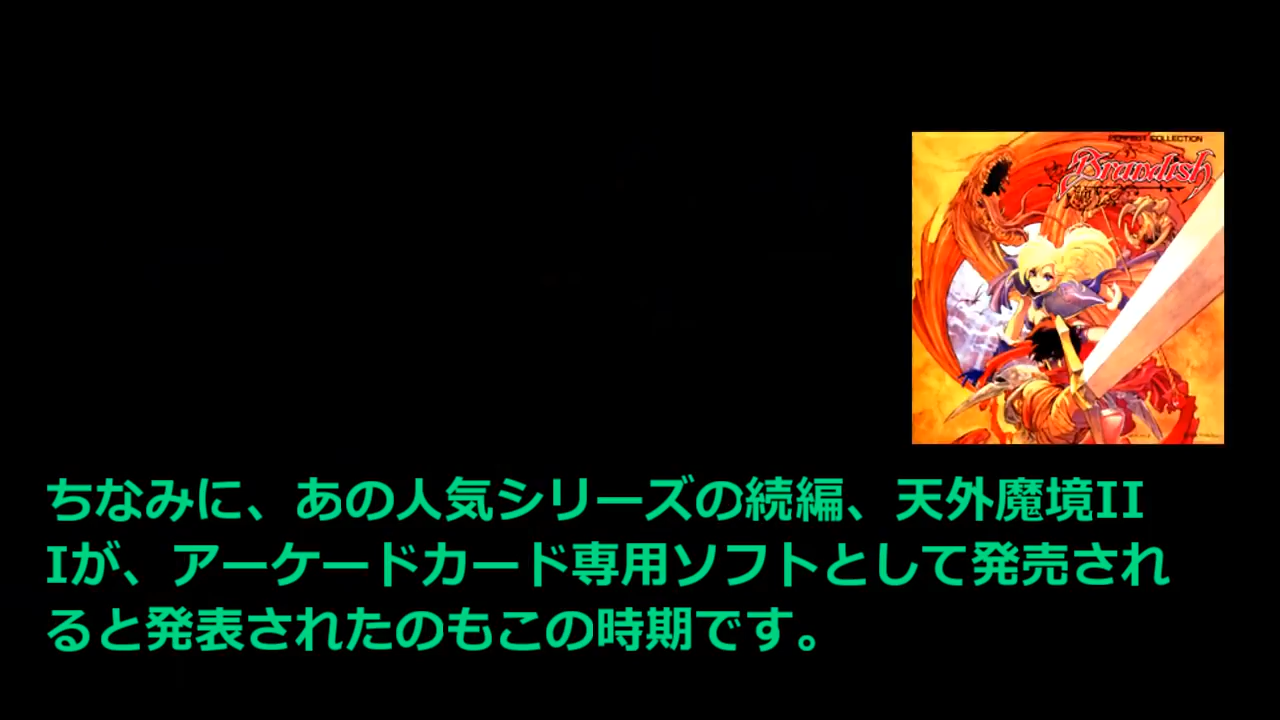 PERFECT COLLECTION
Brandish
ちなみに、あの人気シリーズの続編、天外魔境II
Iが、アーケードカード専用ソフトとして発売され
ると発表されたのもこの時期です。